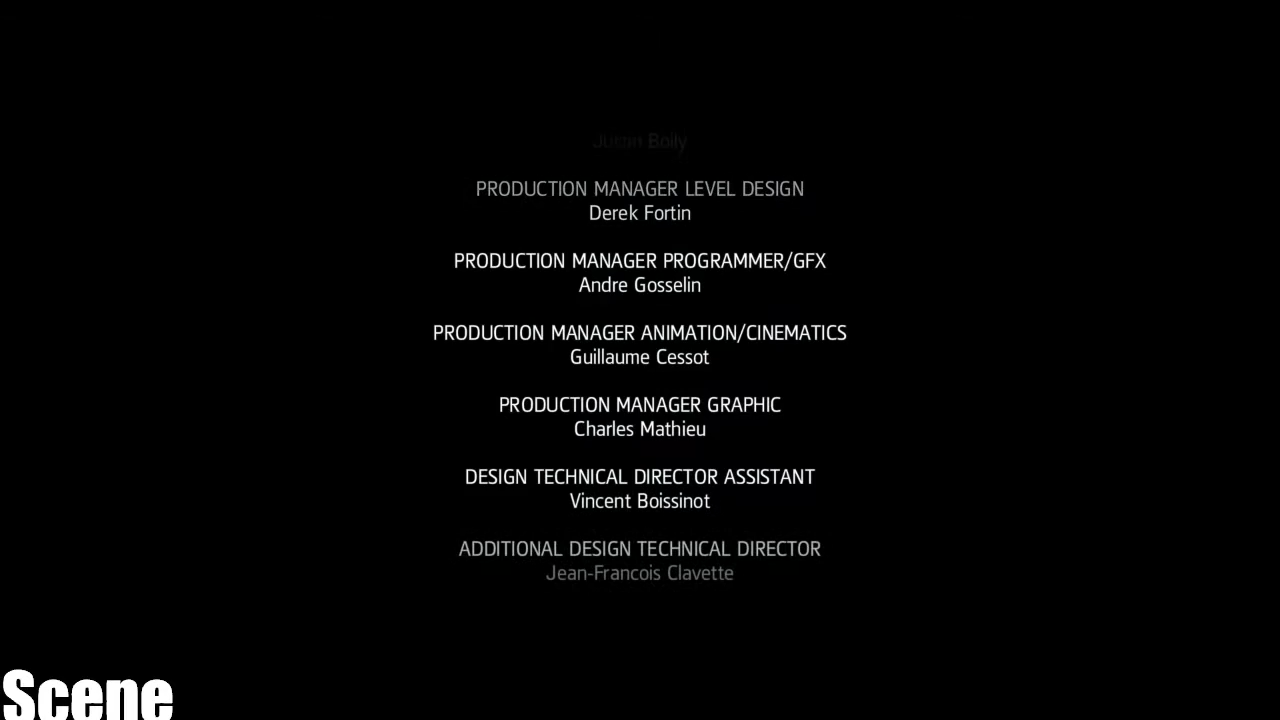 Boily
PRODUCTION MANAGER LEVEL DESIGN
Derek Fortin
PRODUCTION MANAGER PROGRAMMER/GFX
Andre Gosselin
PRODUCTION MANAGER ANIMATION/CINEMATICS
Guillaume Cessot
PRODUCTION MANAGER GRAPHIC
Charles Mathieu
DESIGN TECHNICAL DIRECTOR ASSISTANT
Vincent Boissinot
ADDITIONAL DESIGN TECHNICAL DIRECTOR
Jean-Francois Clavette
Scene